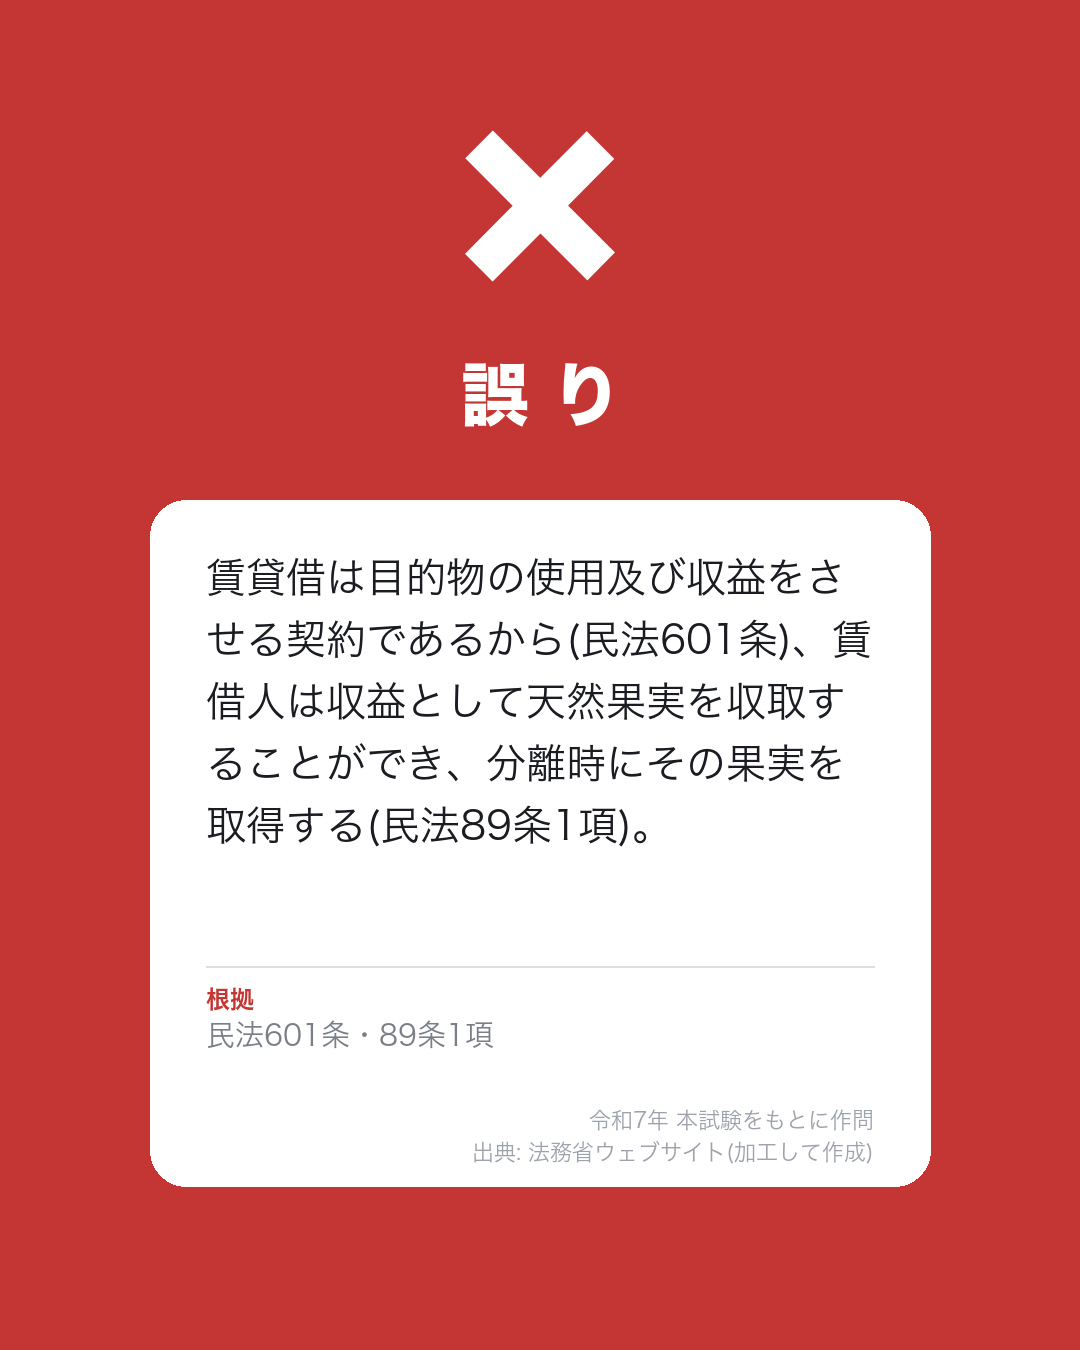 誤り
賃貸借は目的物の使用及び収益をさ
せる契約であるから(民法601条)、賃
借人は収益として天然果実を収取す
ることができ、分離時にその果実を
取得する(民法89条1項)。
根拠
民法601条・89条1項
令和7年 本試験をもとに作問
出典: 法務省ウェブサイト(加工して作成)